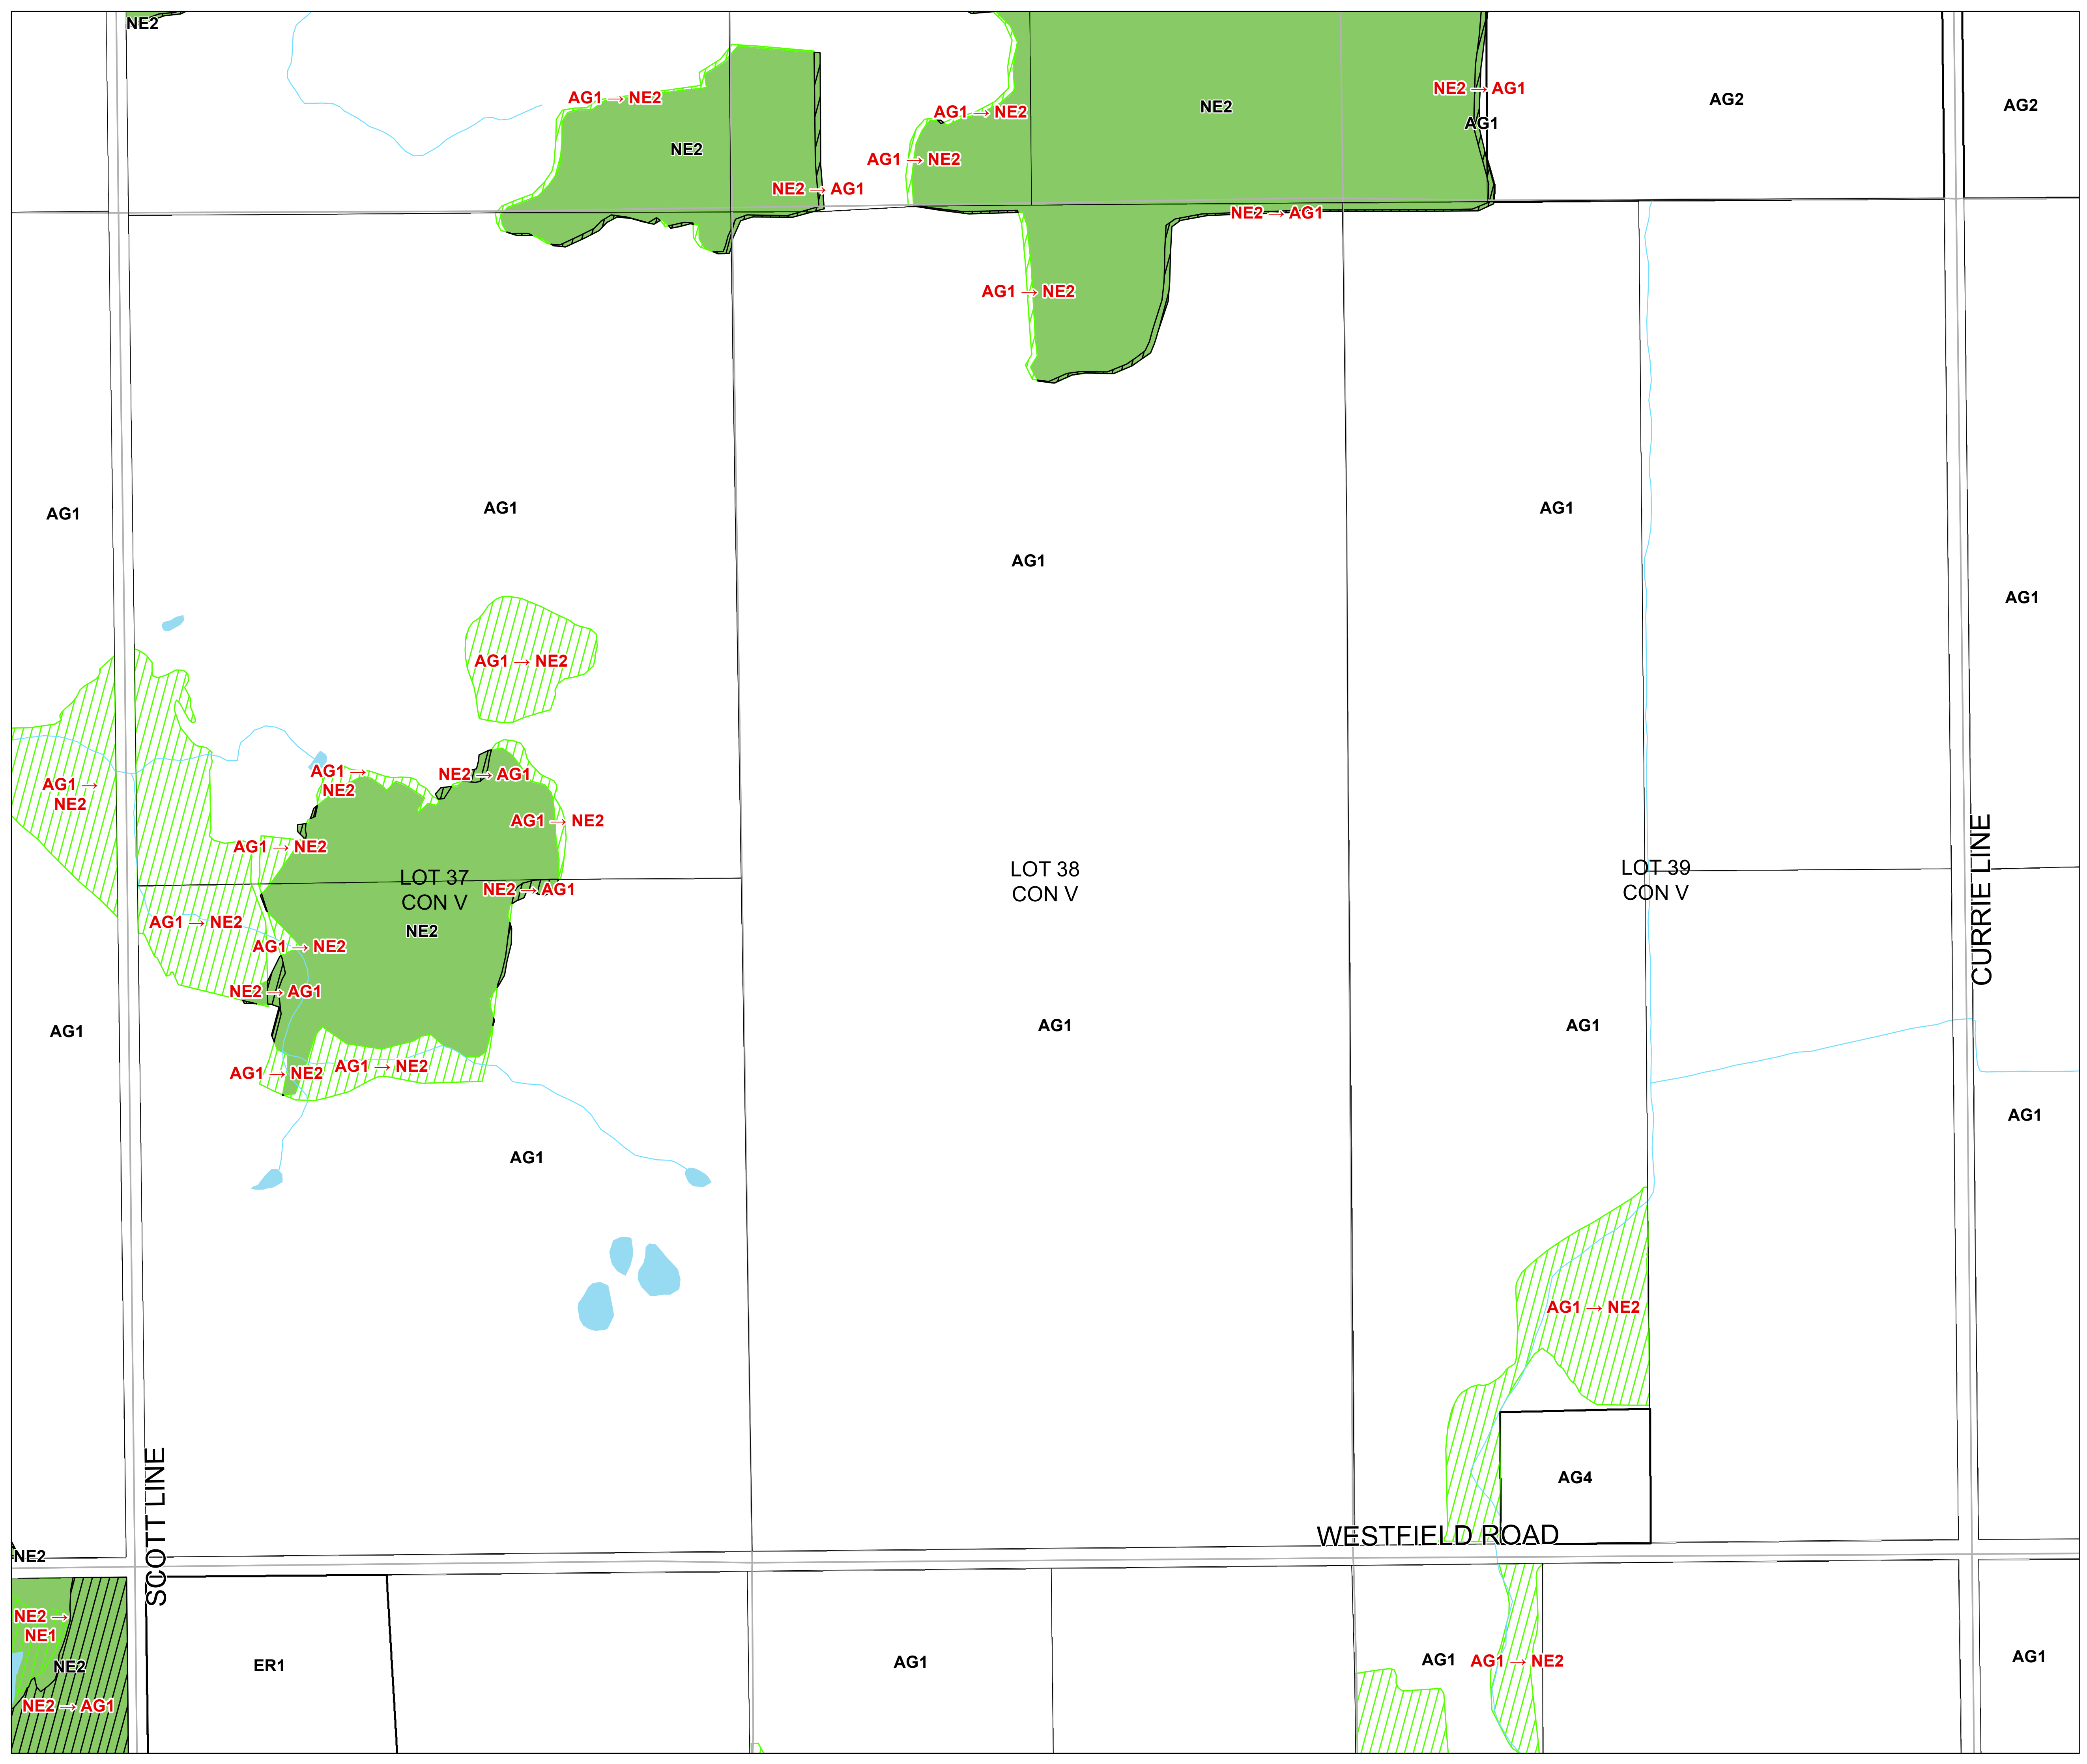 NE2
AG1 → NE2
NE2
NE2 → AG1
AG1 → NE2
AG1 → NE2
NE2
NE2 → AG1
AG1
AG2
AG2
NE2 → AG1
AG1 → NE2
AG1
AG1
AG1
AG1
AG1
AG1 → NE2
AG1 →
NE2
AG1 →
NE2
NE2 → AG1
AG1 → NE2
AG1 → NE2
LOT 37
CON V
NE2 → AG1
NE2
AG1 → NE2
AG1 → NE2
NE2 → AG1
AG1 → NE2
AG1 → NE2
LOT 38
CON V
LOT 39
CON V
CURRIE LINE
AG1
AG1
AG1
AG1
AG1
AG1 → NE2
AG4
SCOTT LINE
WESTFIELD ROAD
NE2
NE2 →
NE1
NE2
NE2 → AG1
ER1
AG1
AG1
AG1 → NE2
AG1